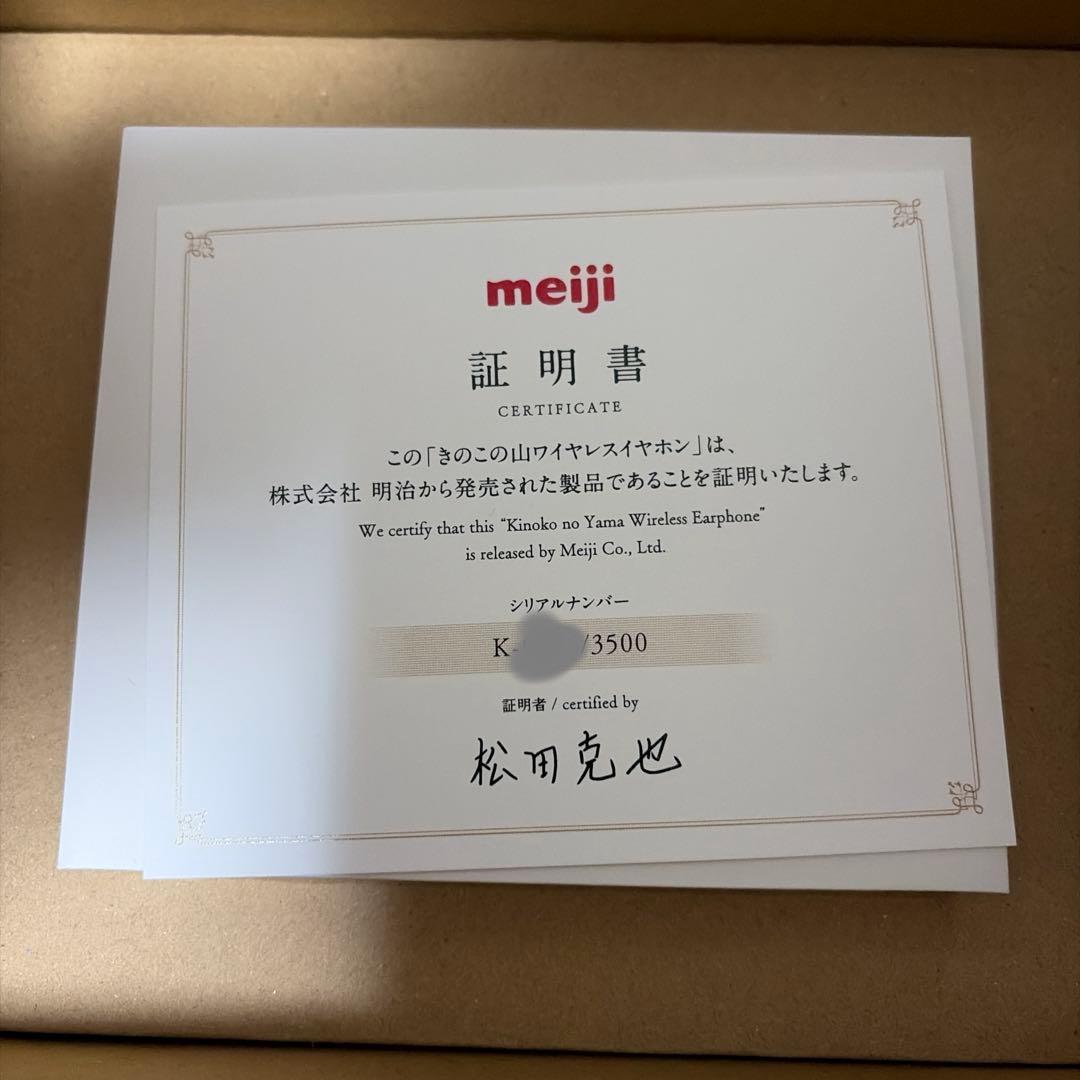 meiji
証明書
CERTIFICATE
この「きのこの山ワイヤレスイヤホン」は、
株式会社 明治から発売された製品であることを証明いたします。
We certify that this “Kinoko no Yama Wireless Earphone”
is released by Meiji Co., Ltd.
シリアルナンバー
K- /3500
証明者 / certified by
松田克也